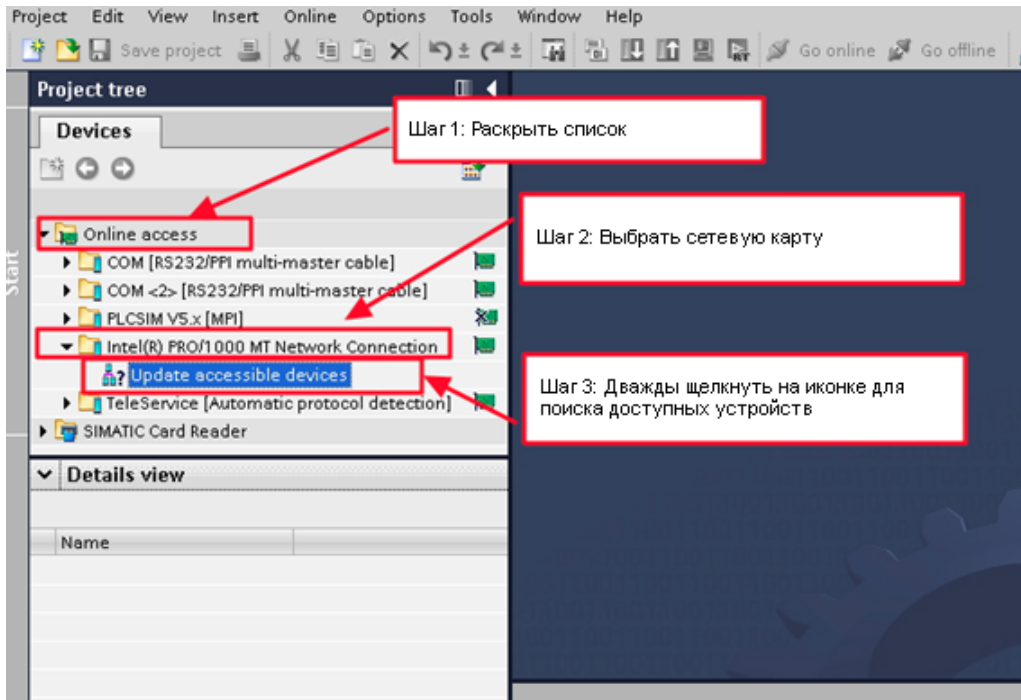 Project Edit View Insert Online Options Tools Window Help
Save project Go online Go offline
Project tree
Devices
Шаг 1: Раскрыть список
Start
Online access
COM [RS232/PPI multi-master cable]
COM <2> [RS232/PPI multi-master cable]
PLCSIM V5.x [MPI]
Intel(R) PRO/1000 MT Network Connection
Update accessible devices
TeleService [Automatic protocol detection]
SIMATIC Card Reader
Шаг 2: Выбрать сетевую карту
Шаг 3: Дважды щелкнуть на иконке для
поиска доступных устройств
Details view
Name